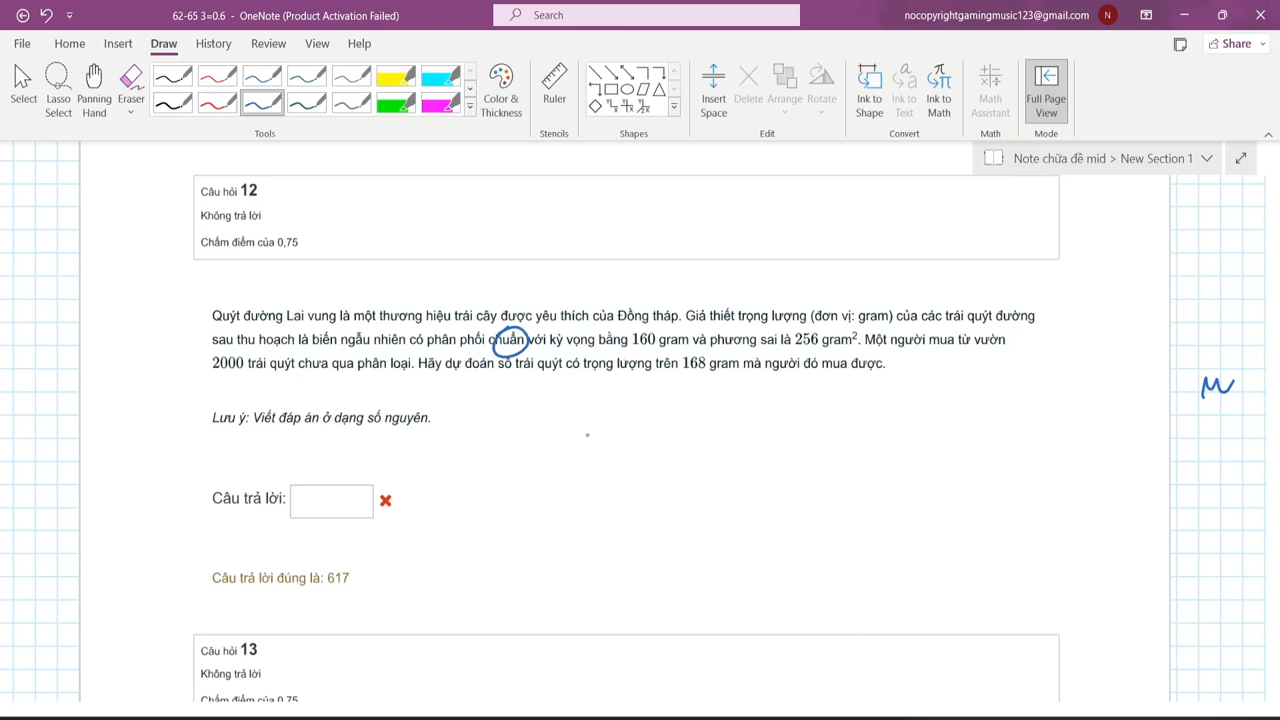 62-65 3=0.6 - OneNote (Product Activation Failed)
Search
nocopyrightgamingmusic123@gmail.com
N
File Home Insert Draw History Review View Help
Share
Select
Lasso Select
Panning Hand
Eraser
Color & Thickness
Ruler
Insert Space
Delete
Arrange
Rotate
Ink to Shape
Ink to Text
Ink to Math
Math Assistant
Full Page View
Tools
Stencils
Shapes
Edit
Convert
Math
Mode
Note chữa đề mid > New Section 1
Câu hỏi 12
Không trả lời
Chấm điểm của 0,75
Quýt đường Lai vung là một thương hiệu trái cây được yêu thích của Đồng tháp. Giả thiết trọng lượng (đơn vị: gram) của các trái quýt đường
sau thu hoạch là biến ngẫu nhiên có phân phối chuẩn với kỳ vọng bằng 160 gram và phương sai là 256 gram². Một người mua từ vườn
2000 trái quýt chưa qua phân loại. Hãy dự đoán số trái quýt có trọng lượng trên 168 gram mà người đó mua được.
Lưu ý: Viết đáp án ở dạng số nguyên.
Câu trả lời:
Câu trả lời đúng là: 617
Câu hỏi 13
Không trả lời
Chấm điểm của 0,75